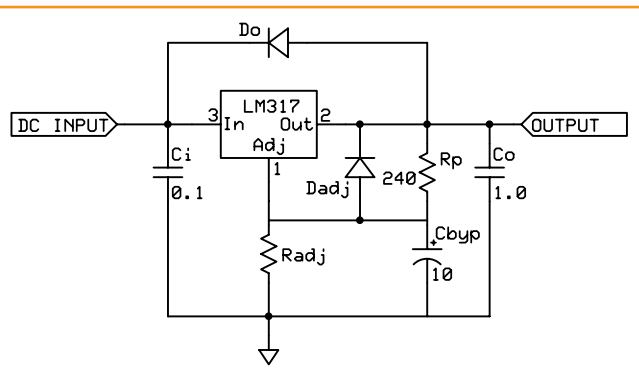 Do
DC INPUT
3
LM317
In
Out
Adj
2
1
OUTPUT
Ci
0.1
Dadj
Rp
240
Co
1.0
Radj
Cbyp
+
10